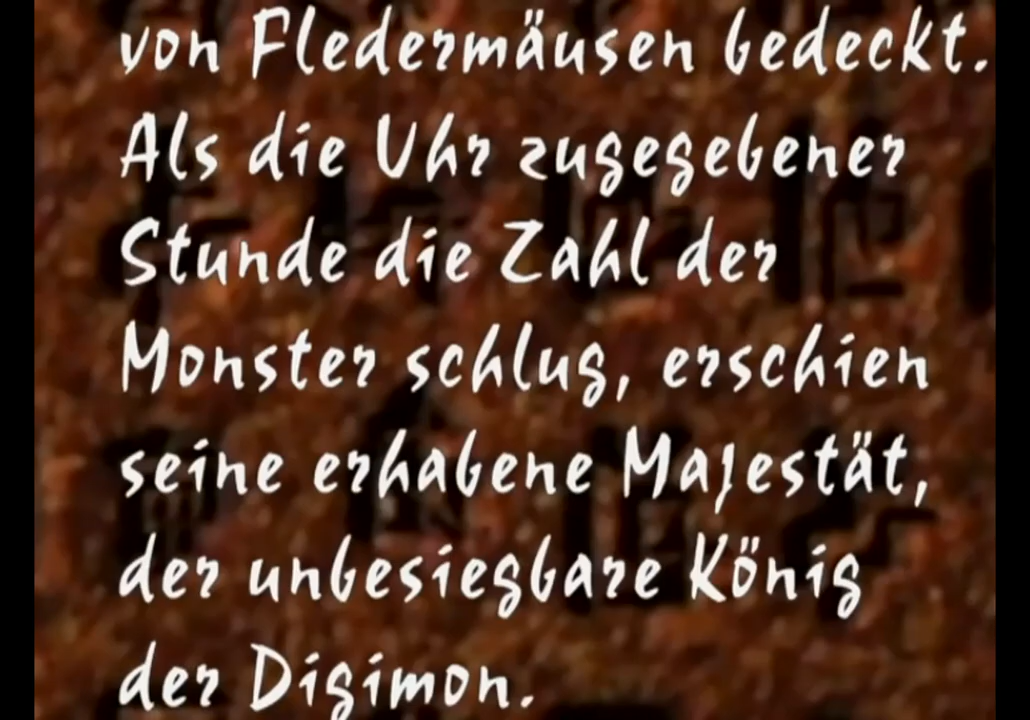 von Fledermäusen bedeckt.
Als die Uhr zugegebener
Stunde die Zahl der
Monster schlug, erschien
seine erhabene Majestät,
der unbesiegbare König
der Digimon.